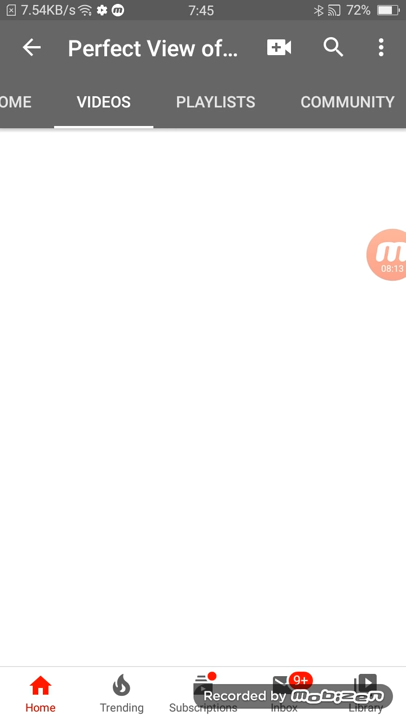 7.54KB/s 7:45 72%
Perfect View of...
OME VIDEOS PLAYLISTS COMMUNITY
m
08:13
9+
Home Trending Subscriptions Inbox Library
Recorded by mobizen